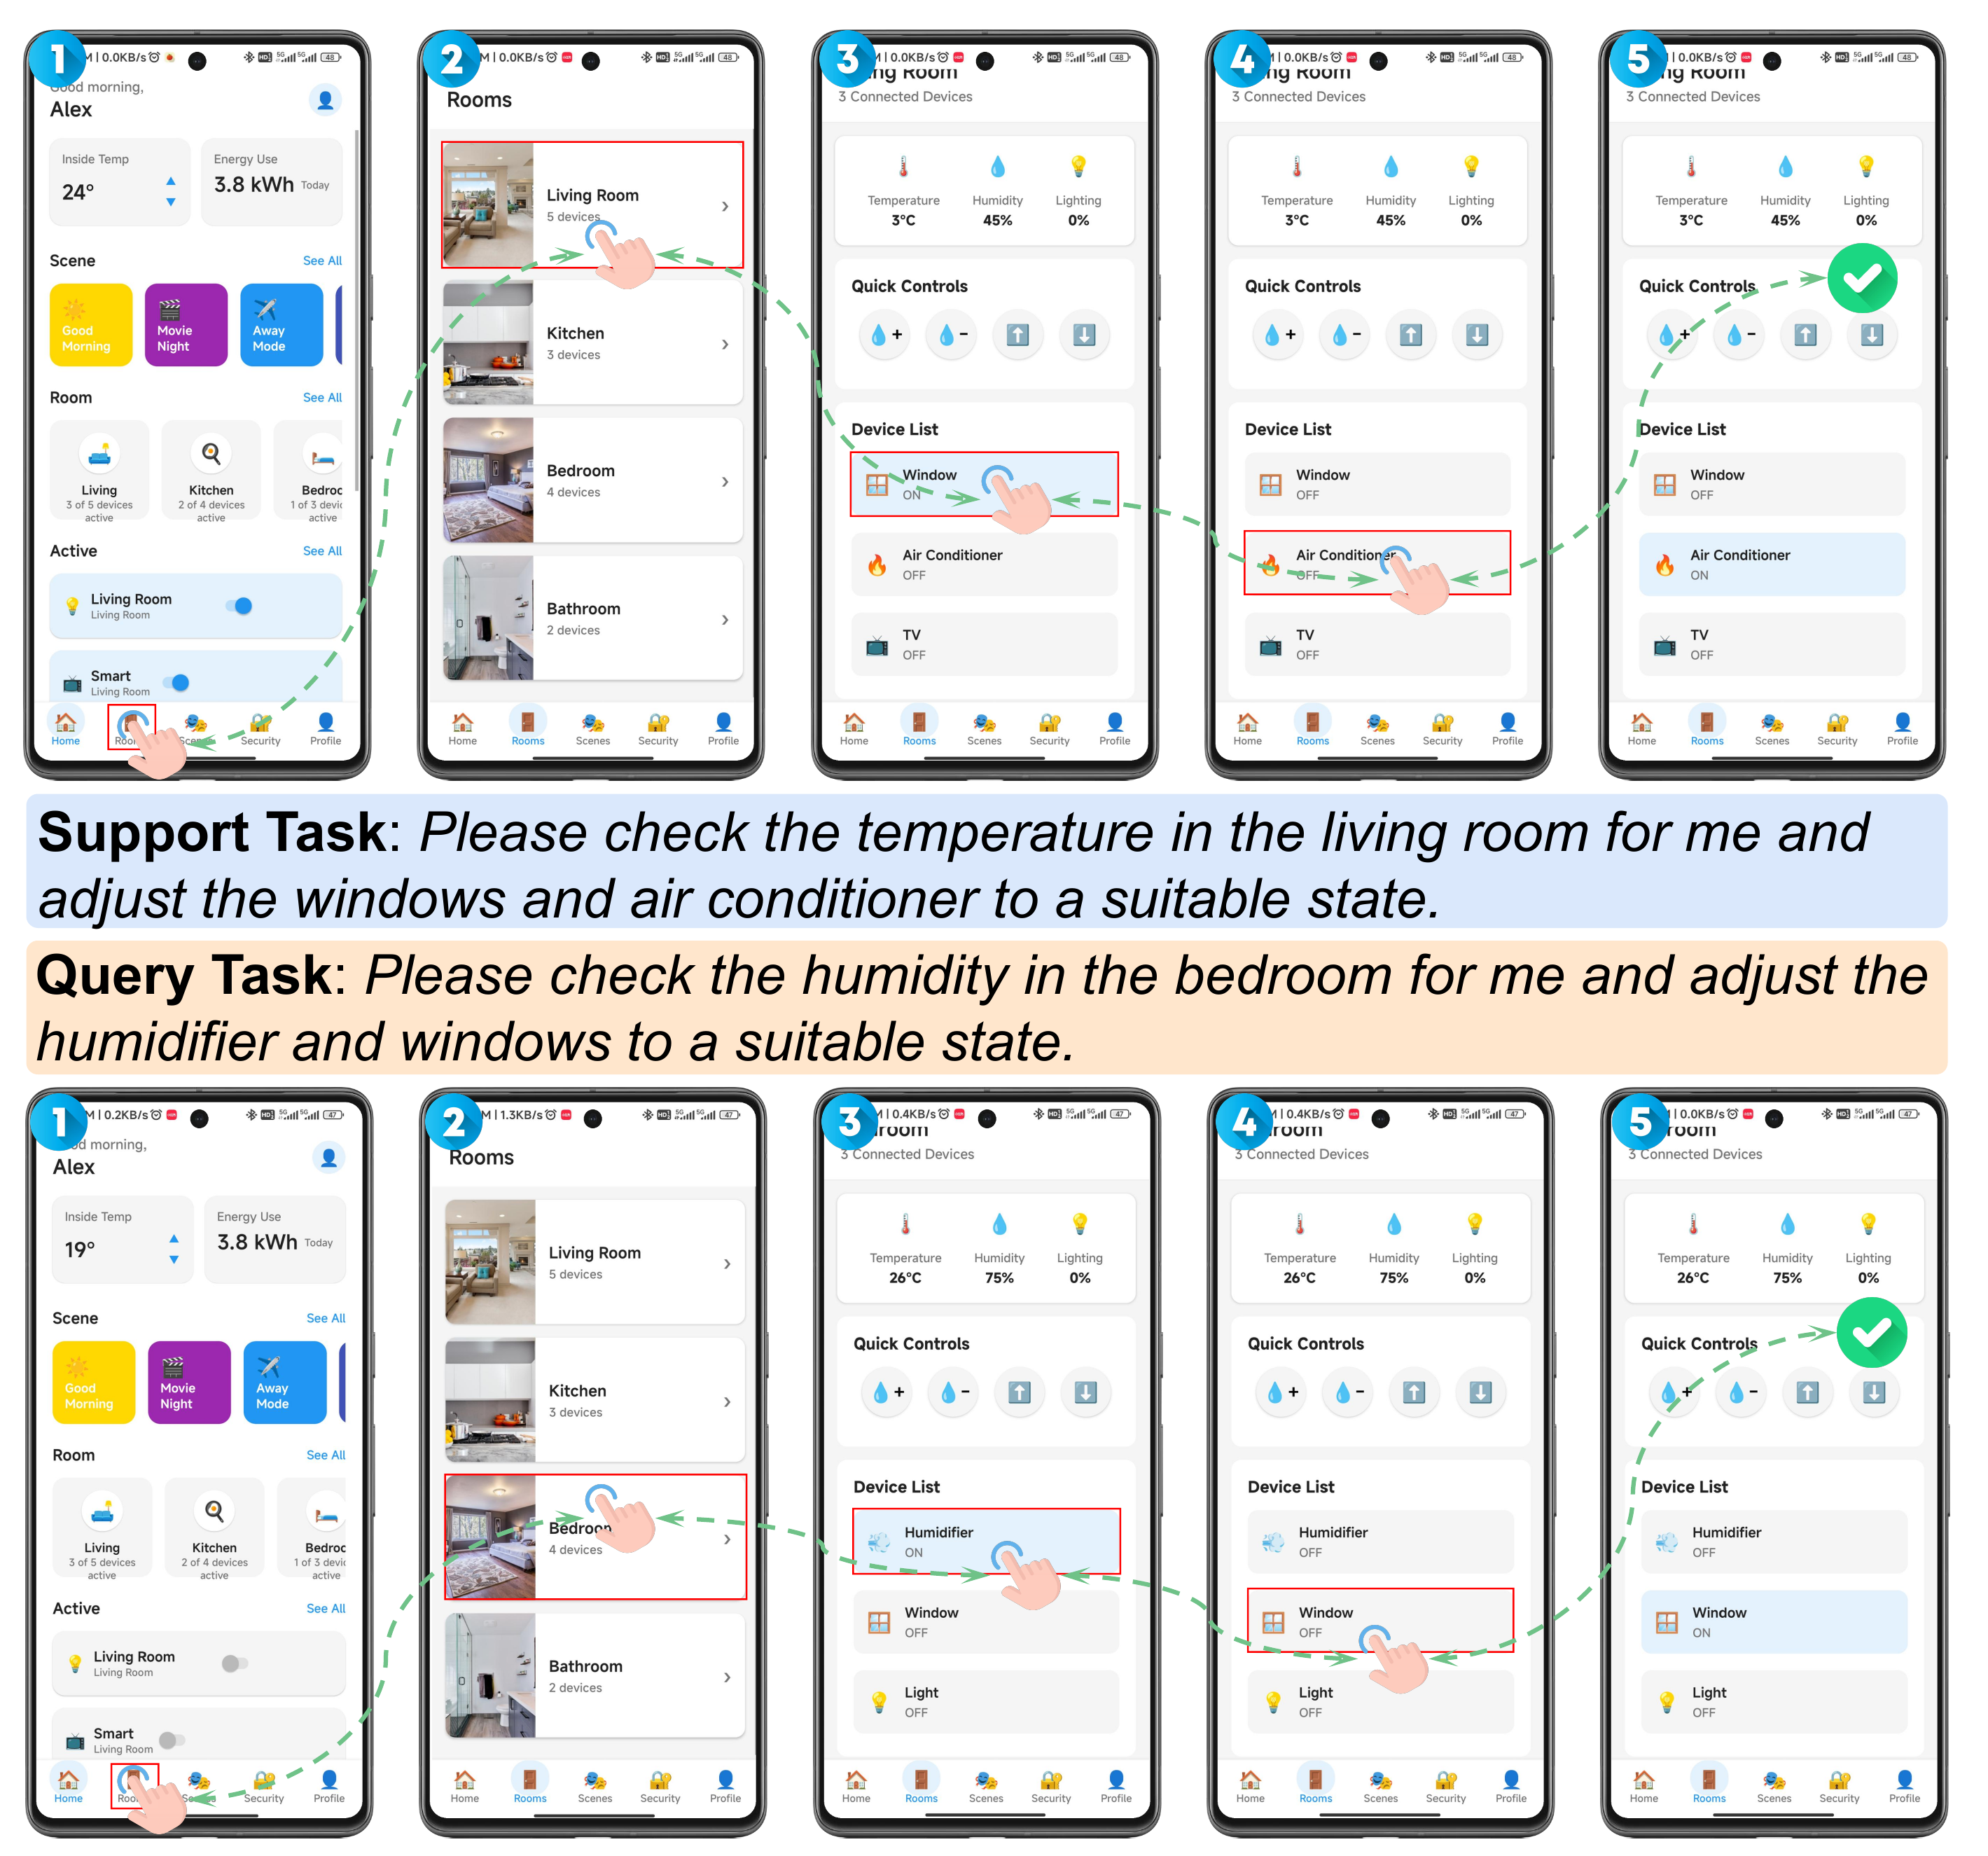 1
M | 0.0KB/s
48
Good morning,
Alex
Inside Temp
24°
Energy Use
3.8 kWh Today
Scene
See All
Good Morning
Movie Night
Away Mode
Room
See All
Living
3 of 5 devices active
Kitchen
2 of 4 devices active
Bedroo
1 of 3 devic
active
Active
See All
Living Room
Living Room
Smart
Living Room
Home
Scenes
Security
Profile
2
M | 0.0KB/s
48
Rooms
Living Room
5 devices
Kitchen
3 devices
Bedroom
4 devices
Bathroom
2 devices
Home
Rooms
Scenes
Security
Profile
3
0.0KB/s
48
ng Room
3 Connected Devices
Temperature
3°C
Humidity
45%
Lighting
0%
Quick Controls
+
-
Device List
Window
ON
Air Conditioner
OFF
TV
OFF
Home
Rooms
Scenes
Security
Profile
4
0.0KB/s
48
ng Room
3 Connected Devices
Temperature
3°C
Humidity
45%
Lighting
0%
Quick Controls
+
-
Device List
Window
OFF
Air Conditioner
OFF
TV
OFF
Home
Rooms
Scenes
Security
Profile
5
0.0KB/s
48
ng Room
3 Connected Devices
Temperature
3°C
Humidity
45%
Lighting
0%
Quick Controls
+
-
Device List
Window
OFF
Air Conditioner
ON
TV
OFF
Home
Rooms
Scenes
Security
Profile
Support Task: Please check the temperature in the living room for me and
adjust the windows and air conditioner to a suitable state.
Query Task: Please check the humidity in the bedroom for me and adjust the
humidifier and windows to a suitable state.
1
M | 0.2KB/s
47
d morning,
Alex
Inside Temp
19°
Energy Use
3.8 kWh Today
Scene
See All
Good Morning
Movie Night
Away Mode
Room
See All
Living
3 of 5 devices active
Kitchen
2 of 4 devices active
Bedroo
1 of 3 devic
active
Active
See All
Living Room
Living Room
Smart
Living Room
Home
Security
Profile
2
M | 1.3KB/s
47
Rooms
Living Room
5 devices
Kitchen
3 devices
Bedroom
4 devices
Bathroom
2 devices
Home
Rooms
Scenes
Security
Profile
3
0.4KB/s
47
room
3 Connected Devices
Temperature
26°C
Humidity
75%
Lighting
0%
Quick Controls
+
-
Device List
Humidifier
ON
Window
OFF
Light
OFF
Home
Rooms
Scenes
Security
Profile
4
0.4KB/s
47
room
3 Connected Devices
Temperature
26°C
Humidity
75%
Lighting
0%
Quick Controls
+
-
Device List
Humidifier
OFF
Window
OFF
Light
OFF
Home
Rooms
Scenes
Security
Profile
5
0.0KB/s
47
room
3 Connected Devices
Temperature
26°C
Humidity
75%
Lighting
0%
Quick Controls
+
-
Device List
Humidifier
OFF
Window
ON
Light
OFF
Home
Rooms
Scenes
Security
Profile